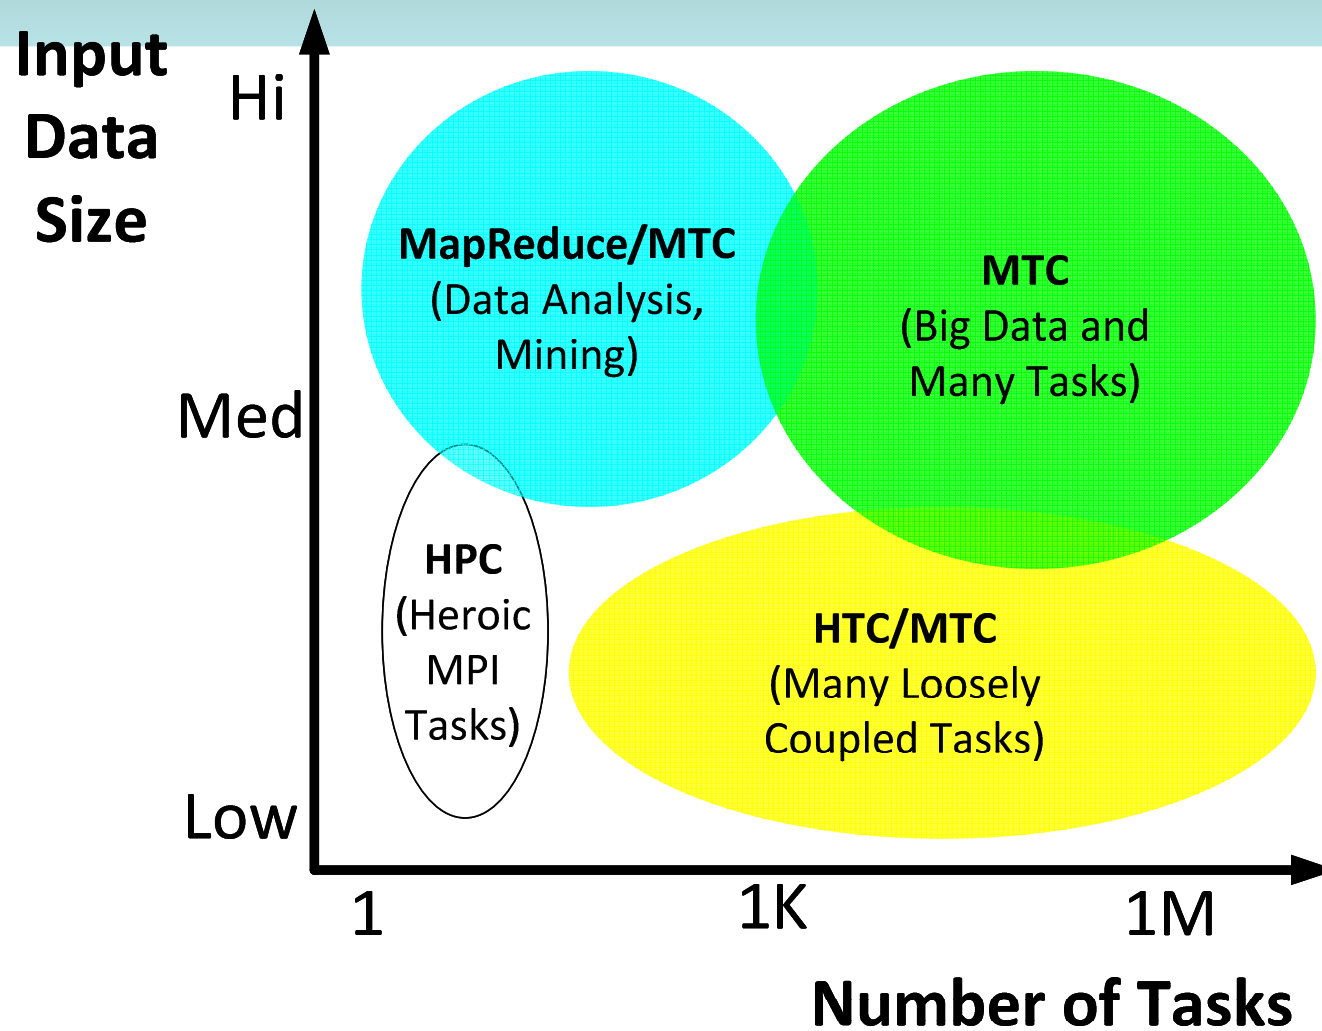 Input
Data
Size
Hi
Med
Low
MapReduce/MTC
(Data Analysis,
Mining)
MTC
(Big Data and
Many Tasks)
HPC
(Heroic
MPI
Tasks)
HTC/MTC
(Many Loosely
Coupled Tasks)
1
1K
1M
Number of Tasks